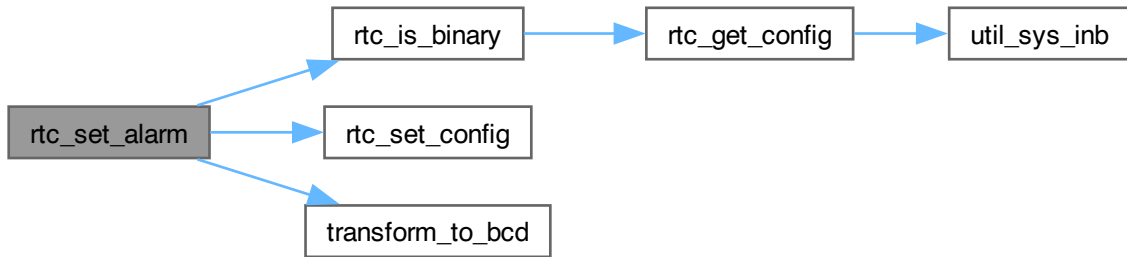 rtc_is_binary
rtc_get_config
util_sys_inb
rtc_set_alarm
rtc_set_config
transform_to_bcd